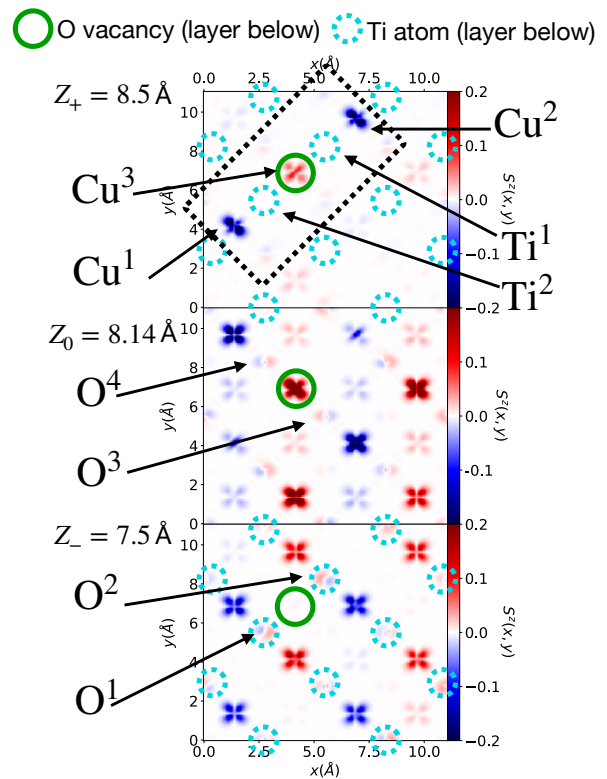 O vacancy (layer below) Ti atom (layer below)
x(Å)
0.0 2.5 5.0 7.5 10.0
Z₊ = 8.5 Å
Cu²
Cu³
Cu¹
Ti¹
Ti²
y(Å)
10
8
6
4
2
0
0.2
0.1
0.0
−0.1
−0.2
Sᶻ(x, y)
Z₀ = 8.14 Å
O⁴
O³
y(Å)
10
8
6
4
2
0
0.1
0.0
−0.1
0.2
Sᶻ(x, y)
Z₋ = 7.5 Å
O²
O¹
y(Å)
10
8
6
4
2
0
0.1
0.0
−0.1
−0.2
Sᶻ(x, y)
0.0 2.5 5.0 7.5 10.0
x(Å)